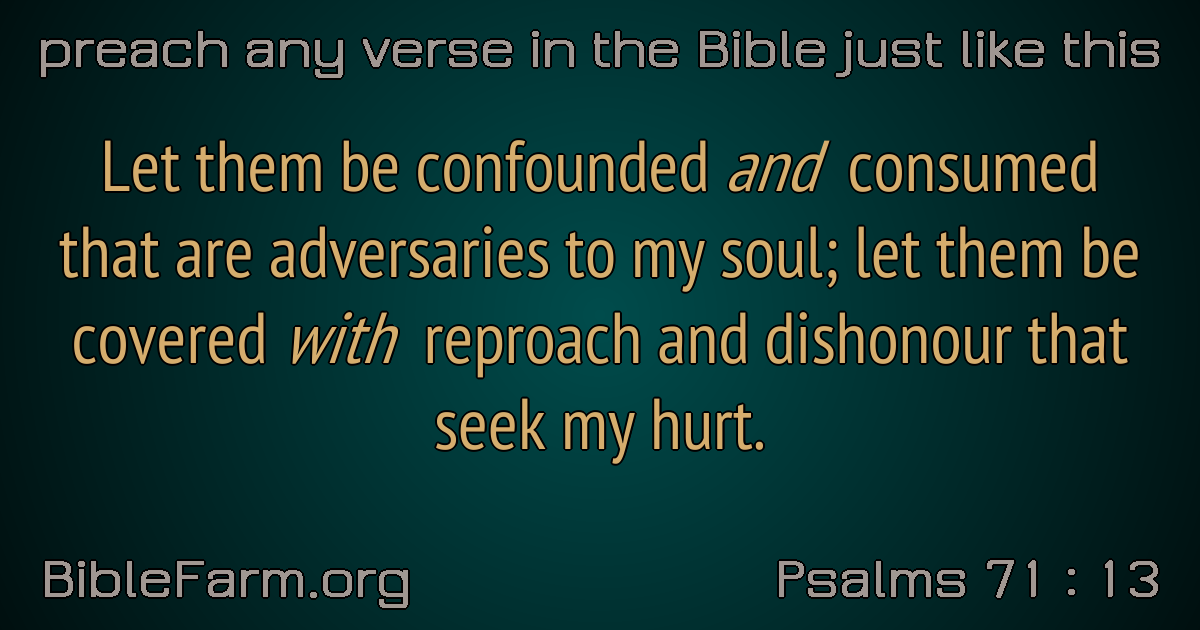 preach any verse in the Bible just like this
Let them be confounded and consumed
that are adversaries to my soul; let them be
covered with reproach and dishonour that
seek my hurt.
BibleFarm.org
Psalms 71 : 13